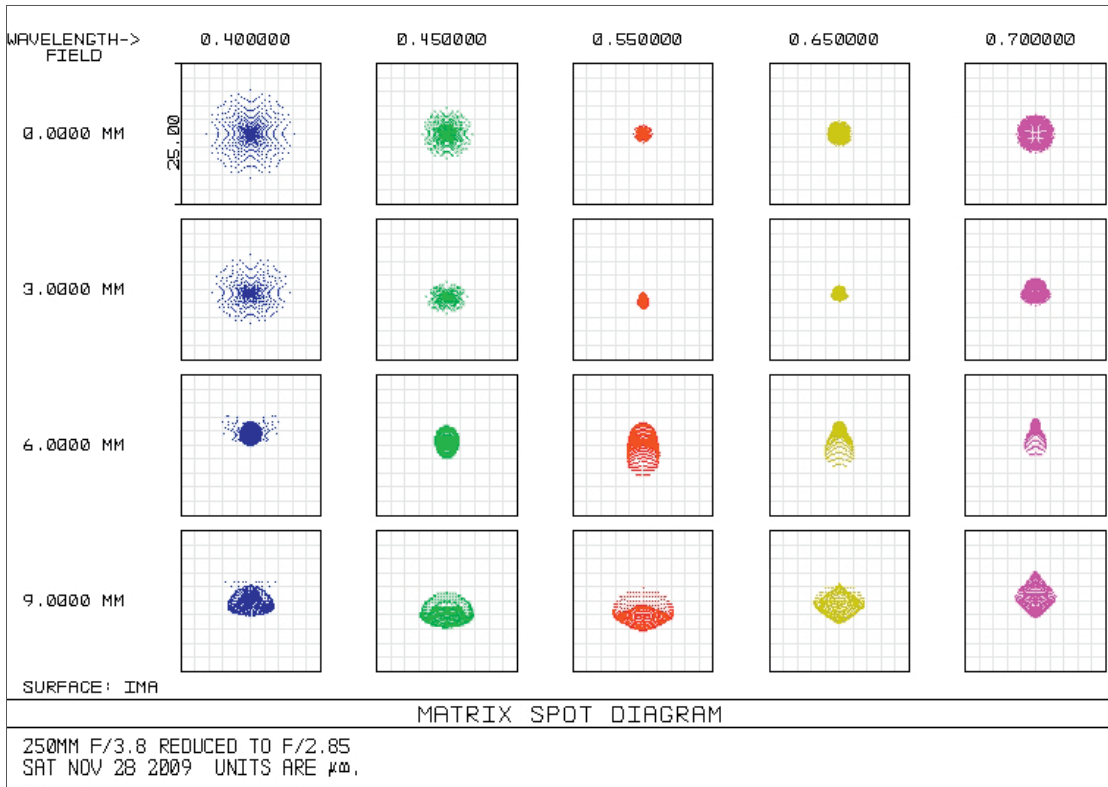 WAVELENGTH-> 0.400000 0.450000 0.550000 0.650000 0.700000
FIELD
0.0000 MM
25.00
3.0000 MM
6.0000 MM
9.0000 MM
SURFACE: IMA
MATRIX SPOT DIAGRAM
250MM F/3.8 REDUCED TO F/2.85
SAT NOV 28 2009 UNITS ARE µm.